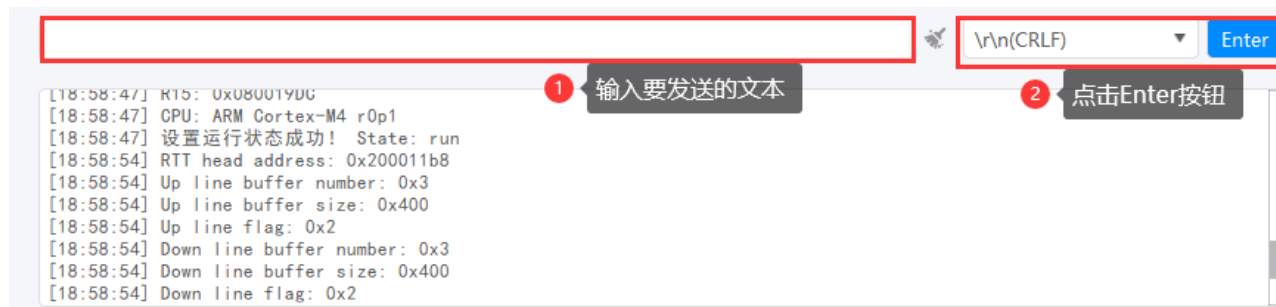 \r\n(CRLF)
Enter
1 输入要发送的文本
2 点击Enter按钮
[18:58:47] R15: 0x080019DC
[18:58:47] CPU: ARM Cortex-M4 r0p1
[18:58:47] 设置运行状态成功! State: run
[18:58:54] RTT head address: 0x200011b8
[18:58:54] Up line buffer number: 0x3
[18:58:54] Up line buffer size: 0x400
[18:58:54] Up line flag: 0x2
[18:58:54] Down line buffer number: 0x3
[18:58:54] Down line buffer size: 0x400
[18:58:54] Down line flag: 0x2